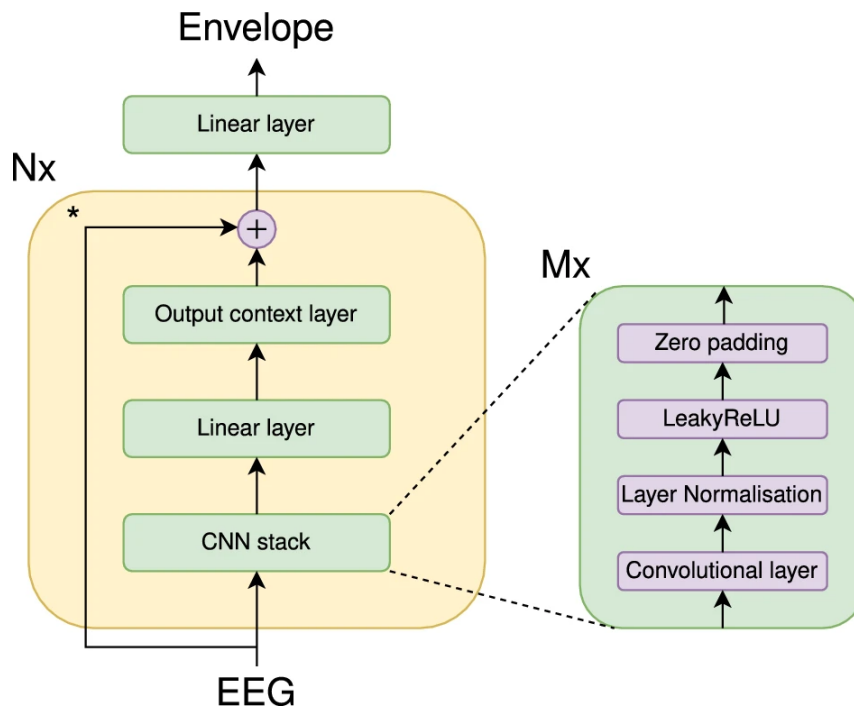 Envelope
Linear layer
Nx
*
+
Output context layer
Linear layer
CNN stack
EEG
Mx
Zero padding
LeakyReLU
Layer Normalisation
Convolutional layer